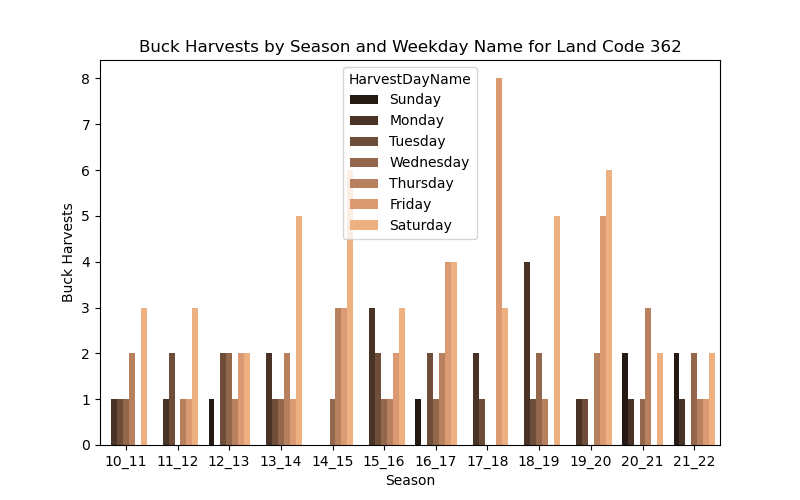 Buck Harvests by Season and Weekday Name for Land Code 362
HarvestDayName
Sunday
Monday
Tuesday
Wednesday
Thursday
Friday
Saturday
Buck Harvests
8
7
6
5
4
3
2
1
0
10_11 11_12 12_13 13_14 14_15 15_16 16_17 17_18 18_19 19_20 20_21 21_22
Season